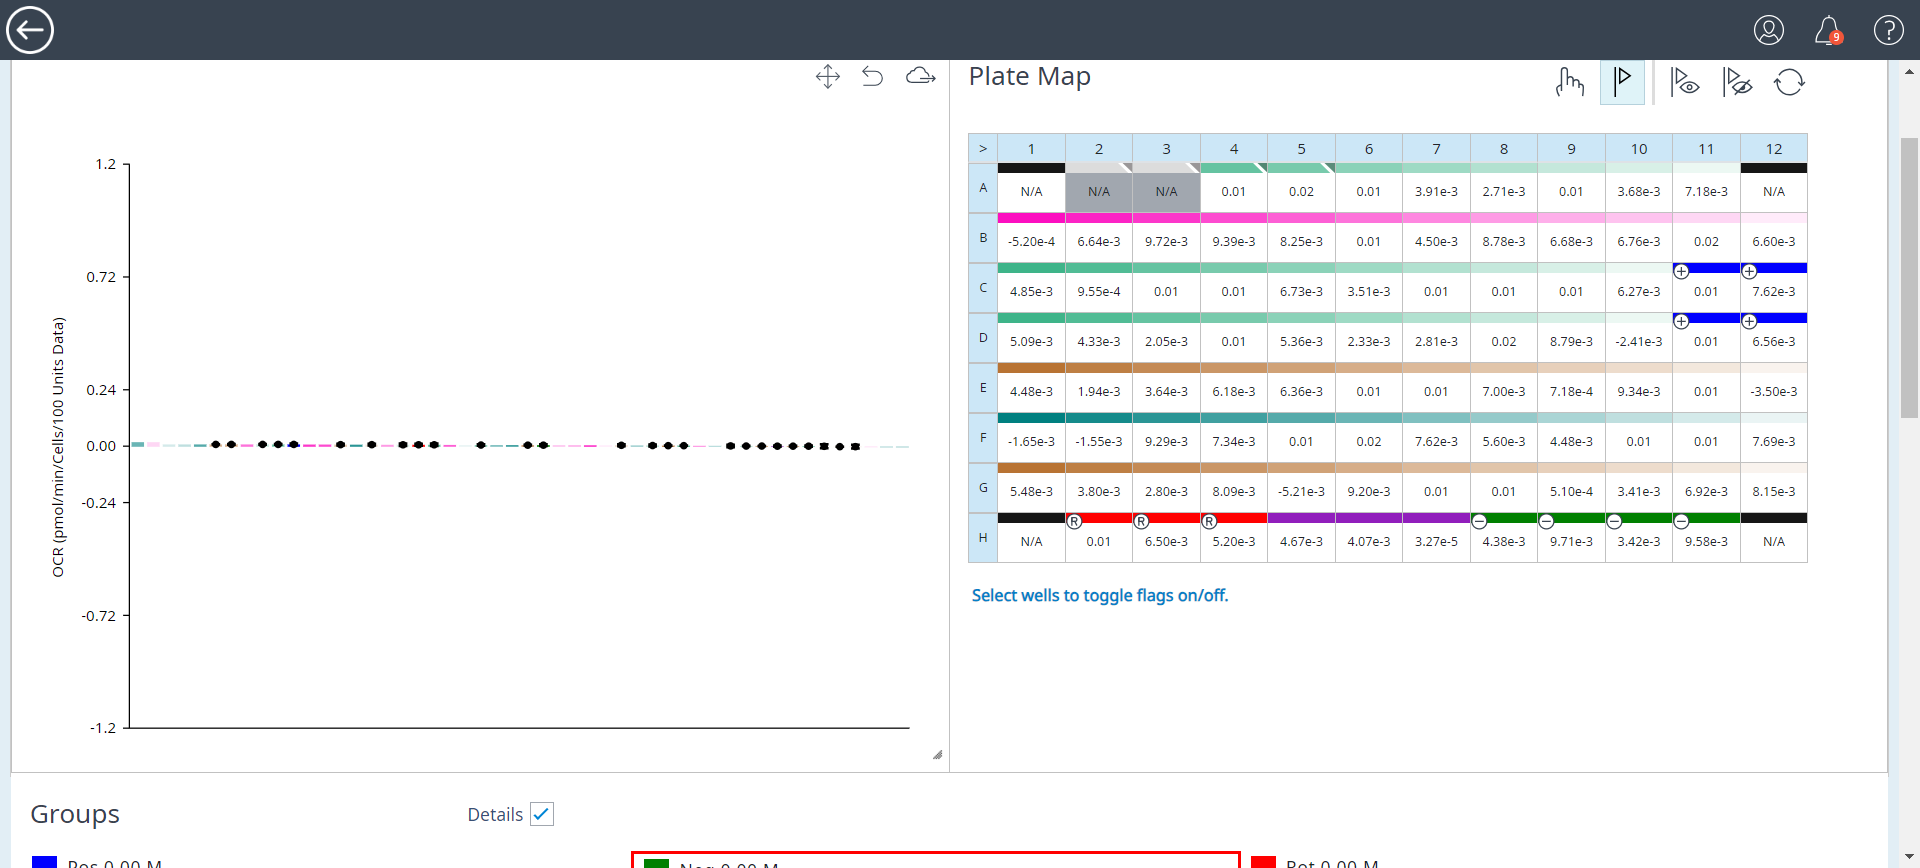 9
?
Plate Map
1.2
0.72
0.24
0.00
-0.24
-0.72
-1.2
OCR (pmol/min/Cells/100 Units Data)
> 1 2 3 4 5 6 7 8 9 10 11 12
A N/A N/A N/A 0.01 0.02 0.01 3.91e-3 2.71e-3 0.01 3.68e-3 7.18e-3 N/A
B -5.20e-4 6.64e-3 9.72e-3 9.39e-3 8.25e-3 0.01 4.50e-3 8.78e-3 6.68e-3 6.76e-3 0.02 6.60e-3
C 4.85e-3 9.55e-4 0.01 0.01 6.73e-3 3.51e-3 0.01 0.01 0.01 6.27e-3 + 0.01 + 7.62e-3
D 5.09e-3 4.33e-3 2.05e-3 0.01 5.36e-3 2.33e-3 2.81e-3 0.02 8.79e-3 -2.41e-3 + 0.01 + 6.56e-3
E 4.48e-3 1.94e-3 3.64e-3 6.18e-3 6.36e-3 0.01 0.01 7.00e-3 7.18e-4 9.34e-3 0.01 -3.50e-3
F -1.65e-3 -1.55e-3 9.29e-3 7.34e-3 0.01 0.02 7.62e-3 5.60e-3 4.48e-3 0.01 0.01 7.69e-3
G 5.48e-3 3.80e-3 2.80e-3 8.09e-3 -5.21e-3 9.20e-3 0.01 0.01 5.10e-4 3.41e-3 6.92e-3 8.15e-3
H N/A R 0.01 R 6.50e-3 R 5.20e-3 4.67e-3 4.07e-3 3.27e-5 − 4.38e-3 − 9.71e-3 − 3.42e-3 − 9.58e-3 N/A
Select wells to toggle flags on/off.
Groups
Details
Pos 0.00 M
Neg 0.00 M
Rot 0.00 M